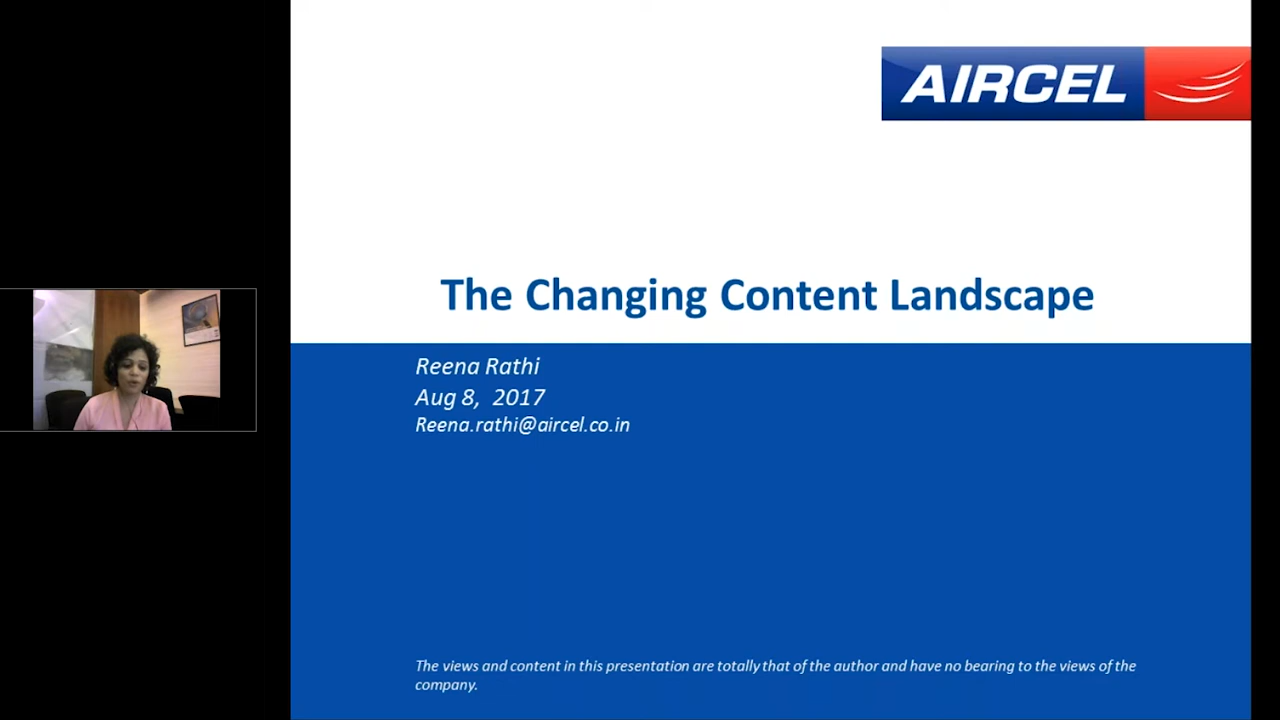 AIRCEL
The Changing Content Landscape
Reena Rathi
Aug 8, 2017
Reena.rathi@aircel.co.in
The views and content in this presentation are totally that of the author and have no bearing to the views of the
company.